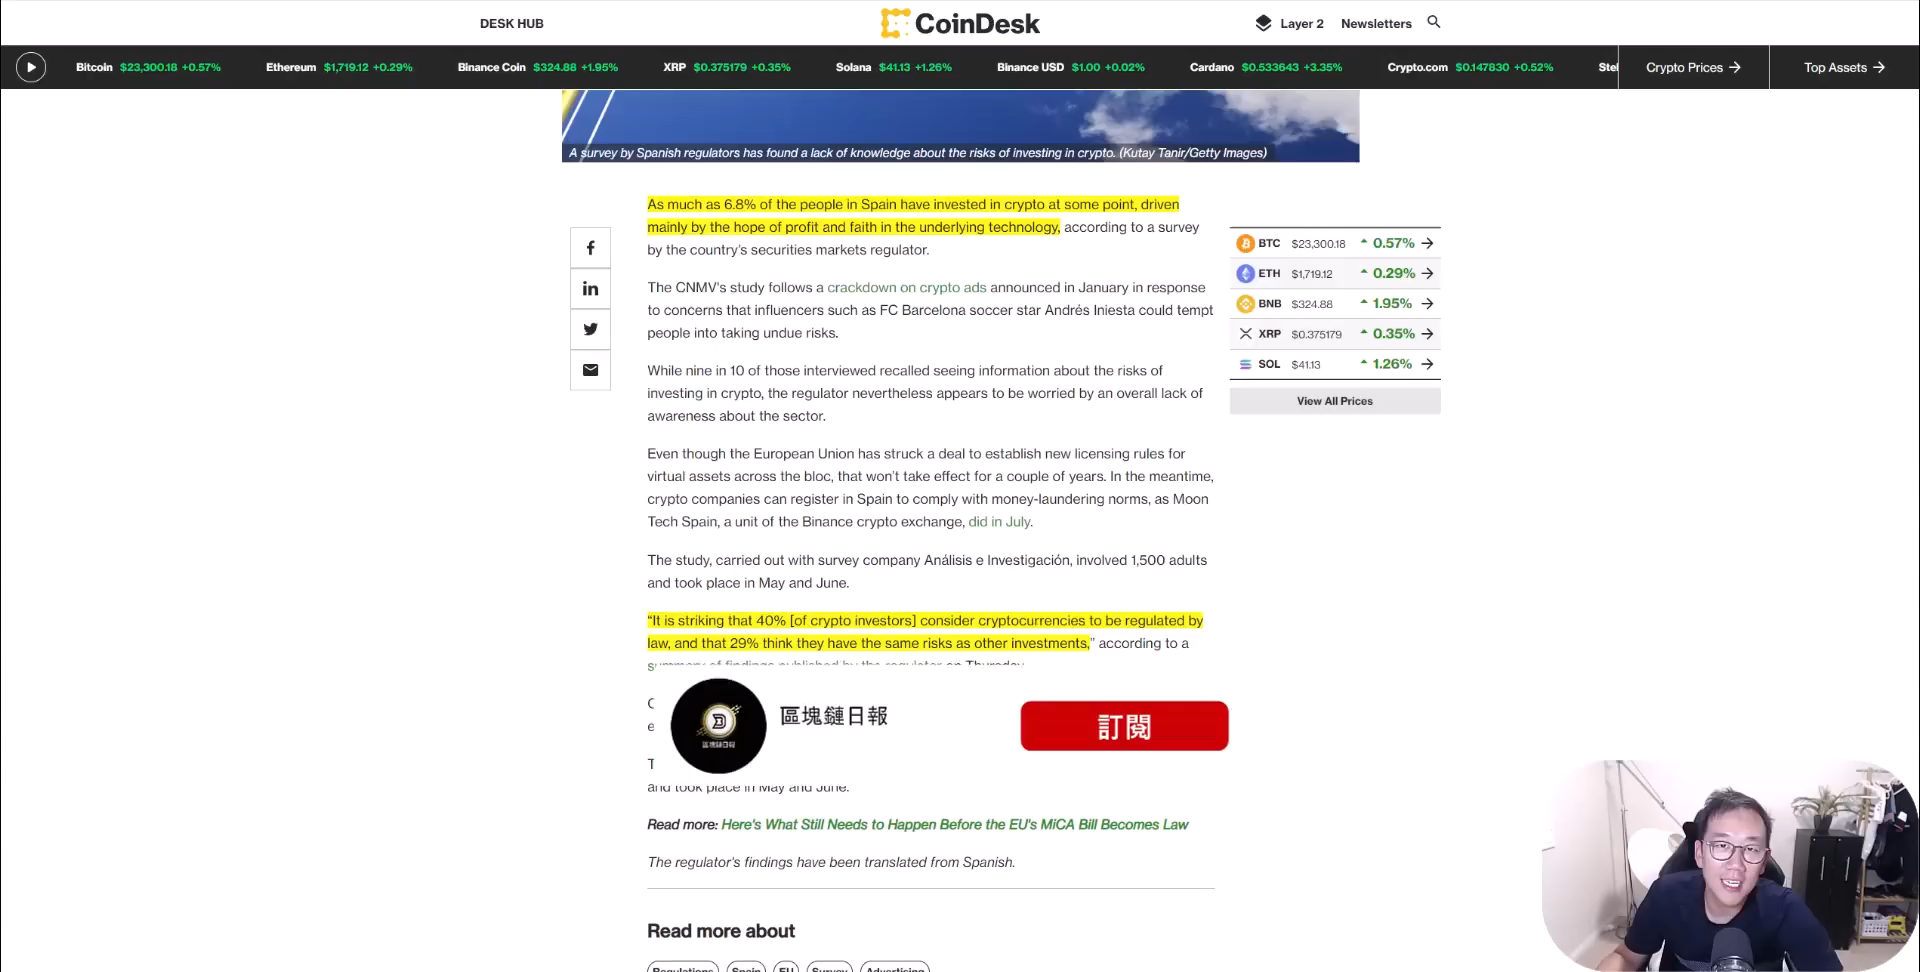 DESK HUB
CoinDesk
Layer 2
Newsletters
Bitcoin $23,300.18 +0.57%
Ethereum $1,719.12 +0.29%
Binance Coin $324.88 +1.95%
XRP $0.375179 +0.35%
Solana $41.13 +1.26%
Binance USD $1.00 +0.02%
Cardano $0.533643 +3.35%
Crypto.com $0.147830 +0.52%
Stel
Crypto Prices →
Top Assets →
A survey by Spanish regulators has found a lack of knowledge about the risks of investing in crypto. (Kutay Tanir/Getty Images)
As much as 6.8% of the people in Spain have invested in crypto at some point, driven
mainly by the hope of profit and faith in the underlying technology, according to a survey
by the country's securities markets regulator.
The CNMV's study follows a crackdown on crypto ads announced in January in response
to concerns that influencers such as FC Barcelona soccer star Andrés Iniesta could tempt
people into taking undue risks.
While nine in 10 of those interviewed recalled seeing information about the risks of
investing in crypto, the regulator nevertheless appears to be worried by an overall lack of
awareness about the sector.
Even though the European Union has struck a deal to establish new licensing rules for
virtual assets across the bloc, that won't take effect for a couple of years. In the meantime,
crypto companies can register in Spain to comply with money-laundering norms, as Moon
Tech Spain, a unit of the Binance crypto exchange, did in July.
The study, carried out with survey company Análisis e Investigación, involved 1,500 adults
and took place in May and June.
“It is striking that 40% [of crypto investors] consider cryptocurrencies to be regulated by
law, and that 29% think they have the same risks as other investments,” according to a
summary of findings published by the regulator on Thursday.
區塊鏈日報
區塊鏈日報
訂閱
and took place in May and June.
Read more: Here's What Still Needs to Happen Before the EU's MiCA Bill Becomes Law
The regulator's findings have been translated from Spanish.
Read more about
Regulations
Spain
EU
Survey
Advertising
BTC $23,300.18 0.57% →
ETH $1,719.12 0.29% →
BNB $324.88 1.95% →
XRP $0.375179 0.35% →
SOL $41.13 1.26% →
View All Prices